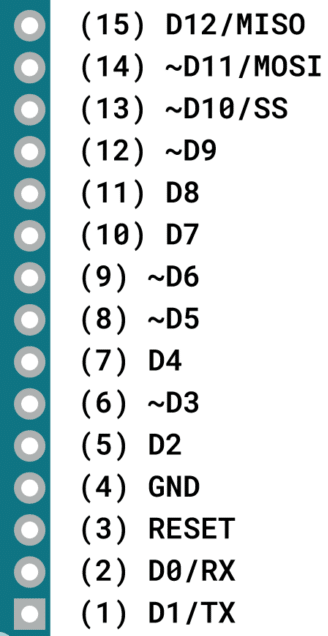 (15) D12/MISO
(14) ~D11/MOSI
(13) ~D10/SS
(12) ~D9
(11) D8
(10) D7
(9) ~D6
(8) ~D5
(7) D4
(6) ~D3
(5) D2
(4) GND
(3) RESET
(2) D0/RX
(1) D1/TX